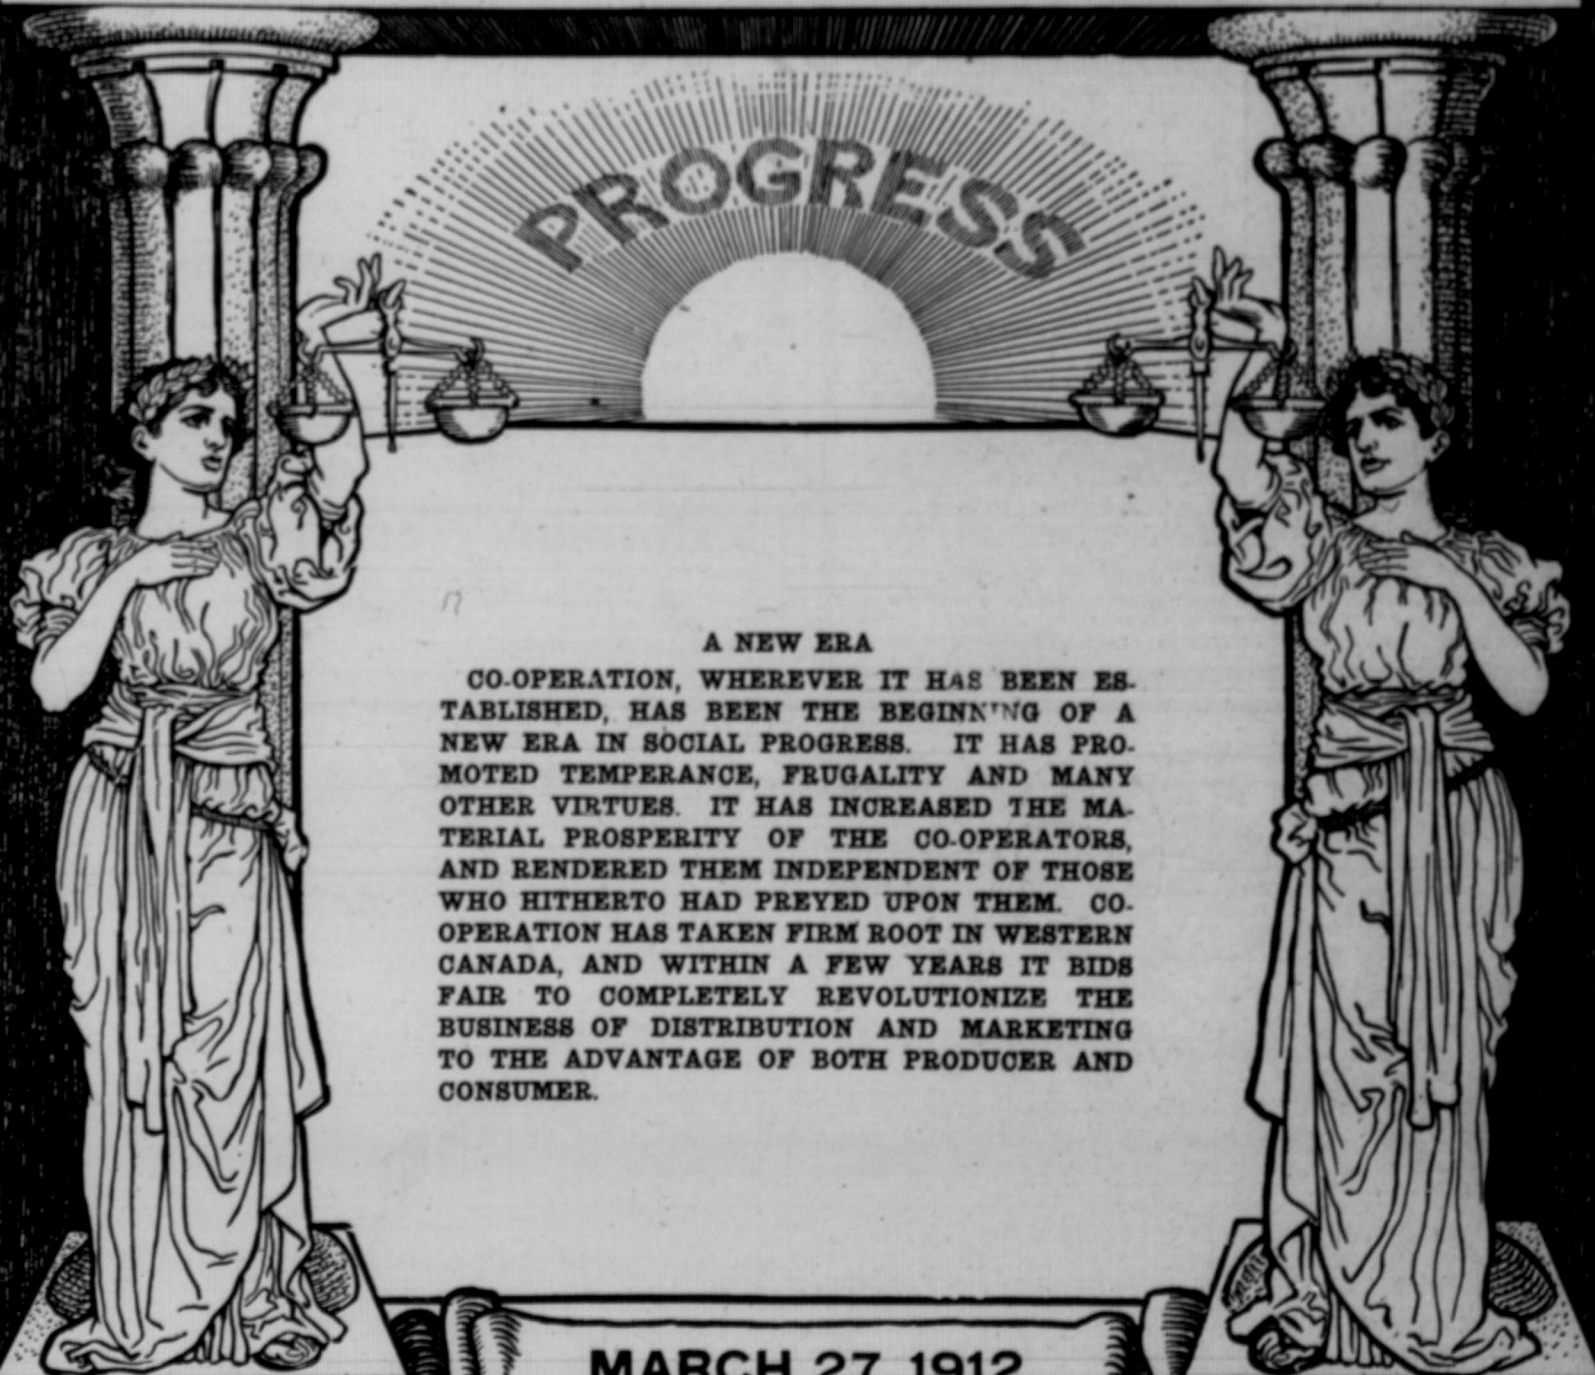 PROGRESS
A NEW ERA
CO-OPERATION, WHEREVER IT HAS BEEN ES-
TABLISHED, HAS BEEN THE BEGINN'NG OF A
NEW ERA IN SOCIAL PROGRESS. IT HAS PRO-
MOTED TEMPERANCE, FRUGALITY AND MANY
OTHER VIRTUES. IT HAS INCREASED THE MA-
TERIAL PROSPERITY OF THE CO-OPERATORS,
AND RENDERED THEM INDEPENDENT OF THOSE
WHO HITHERTO HAD PREYED UPON THEM. CO-
OPERATION HAS TAKEN FIRM ROOT IN WESTERN
CANADA, AND WITHIN A FEW YEARS IT BIDS
FAIR TO COMPLETELY REVOLUTIONIZE THE
BUSINESS OF DISTRIBUTION AND MARKETING
TO THE ADVANTAGE OF BOTH PRODUCER AND
CONSUMER.
MARCH 27 1912